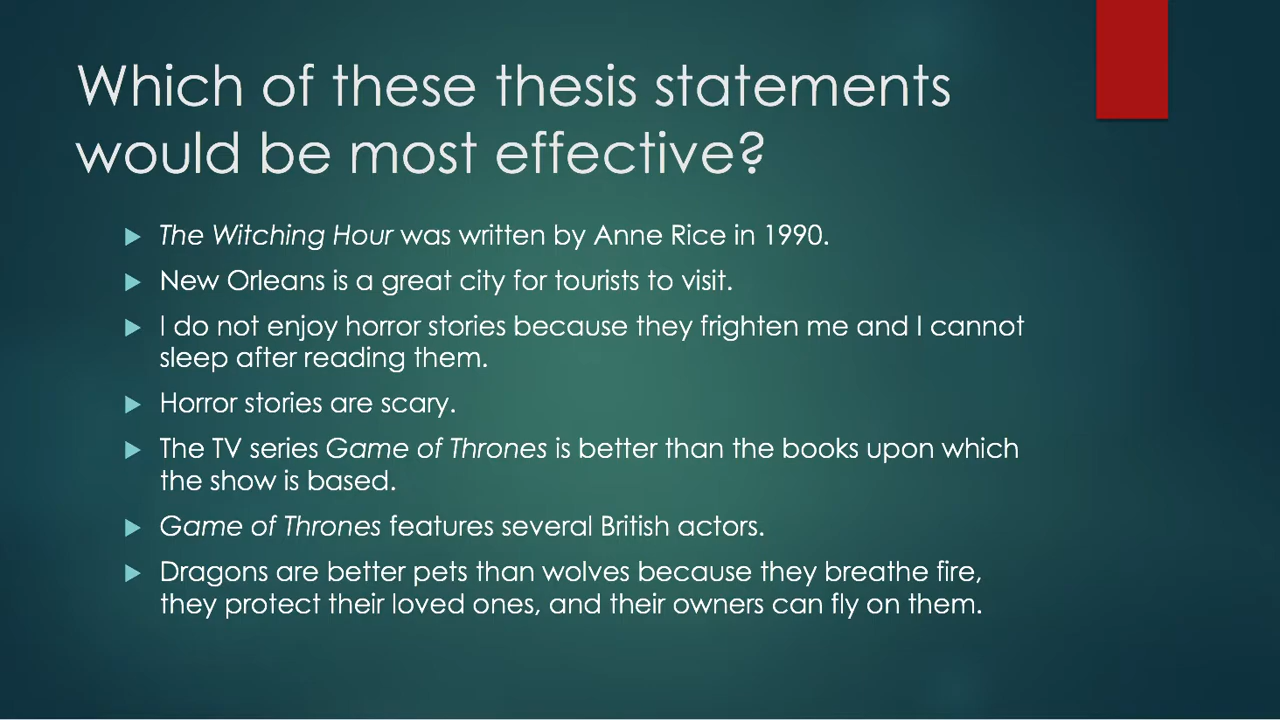 Which of these thesis statements
would be most effective?
The Witching Hour was written by Anne Rice in 1990.
New Orleans is a great city for tourists to visit.
I do not enjoy horror stories because they frighten me and I cannot
sleep after reading them.
Horror stories are scary.
The TV series Game of Thrones is better than the books upon which
the show is based.
Game of Thrones features several British actors.
Dragons are better pets than wolves because they breathe fire,
they protect their loved ones, and their owners can fly on them.